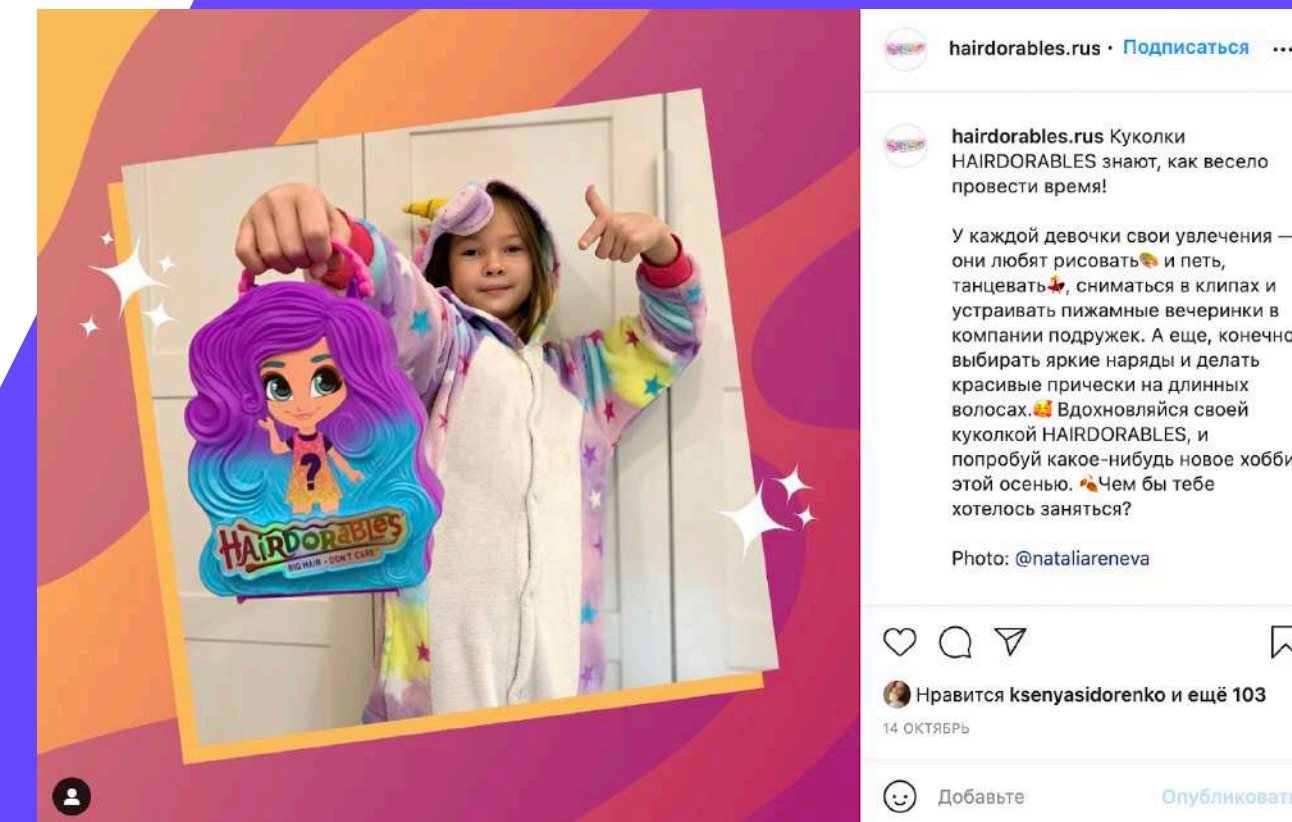 hairdorables.rus • Подписаться ...
hairdorables.rus Куколки
HAIRDORABLES знают, как весело
провести время!
У каждой девочки свои увлечения —
они любят рисовать🎨 и петь,
танцевать💃, сниматься в клипах и
устраивать пижамные вечеринки в
компании подружек. А еще, конечно
выбирать яркие наряды и делать
красивые прически на длинных
волосах.🥰 Вдохновляйся своей
куколкой HAIRDORABLES, и
попробуй какое-нибудь новое хобби
этой осенью. 🍂Чем бы тебе
хотелось заняться?
Photo: @nataliareneva
Нравится ksenyasidorenko и ещё 103
14 ОКТЯБРЬ
Добавьте
Опубликовать
?
HAIRDORABLES
BIG HAIR - DON'T CARE